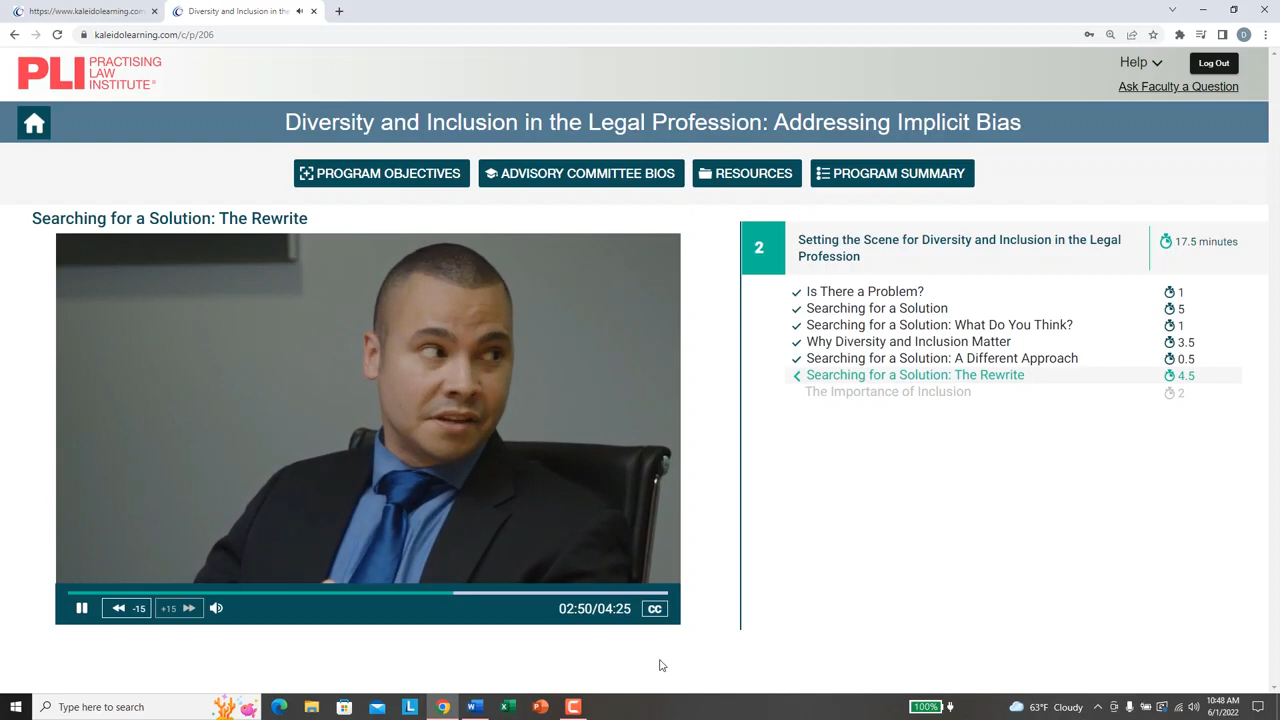 https://www.kaleidolearning.com/c
Diversity and Inclusion in the
kaleidolearning.com/c/p/206
D
PLI PRACTISING LAW INSTITUTE®
Help
Log Out
Ask Faculty a Question
Diversity and Inclusion in the Legal Profession: Addressing Implicit Bias
PROGRAM OBJECTIVES
ADVISORY COMMITTEE BIOS
RESOURCES
PROGRAM SUMMARY
Searching for a Solution: The Rewrite
2
Setting the Scene for Diversity and Inclusion in the Legal
Profession
17.5 minutes
Is There a Problem? 1
Searching for a Solution 5
Searching for a Solution: What Do You Think? 1
Why Diversity and Inclusion Matter 3.5
Searching for a Solution: A Different Approach 0.5
Searching for a Solution: The Rewrite 4.5
The Importance of Inclusion 2
-15
+15
02:50/04:25
CC
Type here to search
L
100%
63°F Cloudy
10:48 AM
6/1/2022